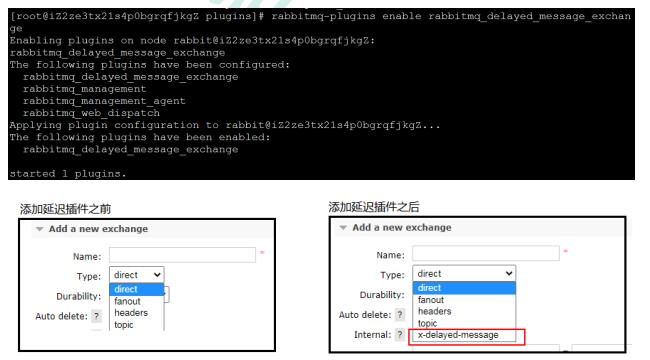 [root@iZ2ze3tx21s4p0bgrqfjkgZ plugins]# rabbitmq-plugins enable rabbitmq_delayed_message_exchan
ge
Enabling plugins on node rabbit@iZ2ze3tx21s4p0bgrqfjkgZ:
rabbitmq_delayed_message_exchange
The following plugins have been configured:
rabbitmq_delayed_message_exchange
rabbitmq_management
rabbitmq_management_agent
rabbitmq_web_dispatch
Applying plugin configuration to rabbit@iZ2ze3tx21s4p0bgrqfjkgZ...
The following plugins have been enabled:
rabbitmq_delayed_message_exchange
started 1 plugins.
添加延迟插件之前
Add a new exchange
Name: *
Type: direct
direct
Durability:
fanout
headers
Auto delete: ?
topic
添加延迟插件之后
Add a new exchange
Name: *
Type: direct
direct
Durability:
fanout
headers
Auto delete: ?
topic
Internal: ? x-delayed-message